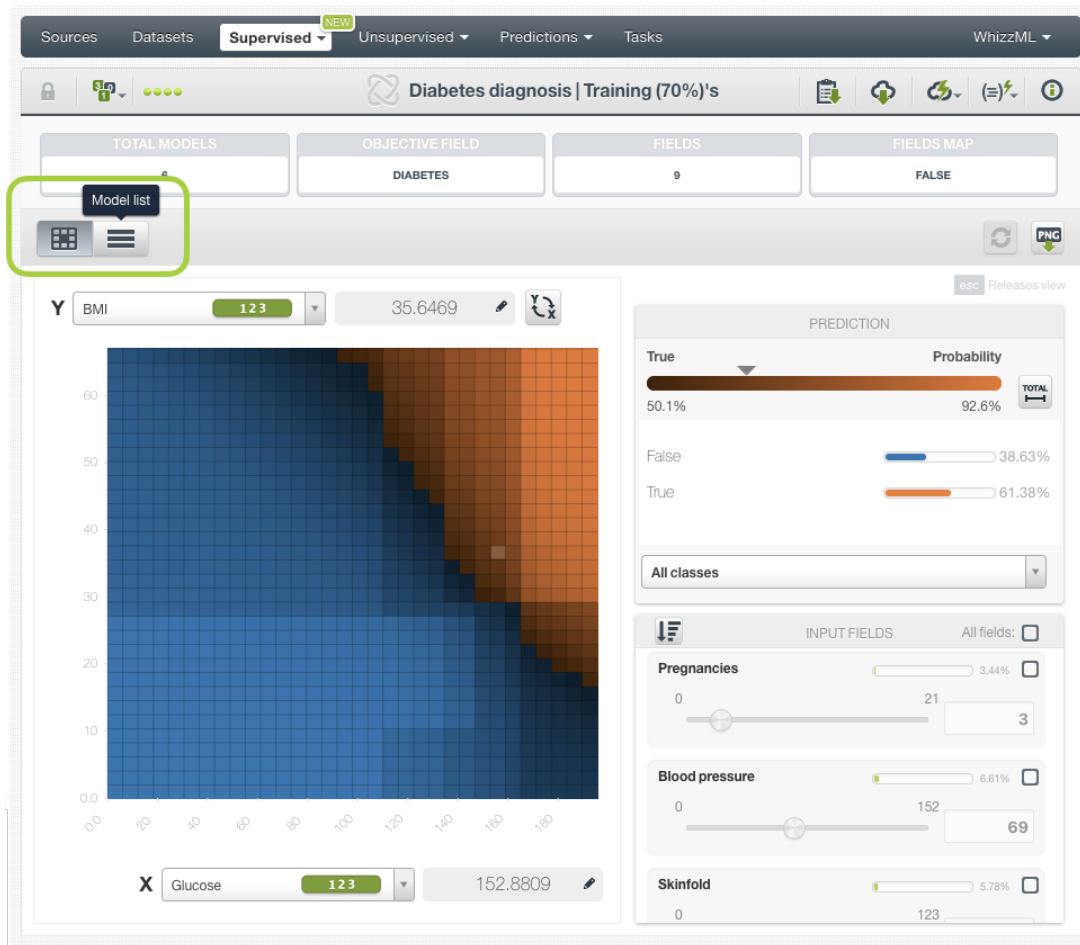 NEW
Sources Datasets Supervised Unsupervised Predictions Tasks WhizzML
Diabetes diagnosis | Training (70%)'s
TOTAL MODELS OBJECTIVE FIELD FIELDS FIELDS MAP
6 DIABETES 9 FALSE
Model list
PNG
esc Releases view
Y BMI 123 35.6469 Y X
PREDICTION
True Probability
TOTAL
50.1% 92.6%
False 38.63%
True 61.38%
All classes
INPUT FIELDS All fields:
Pregnancies 3.44%
0 21
3
Blood pressure 6.61%
0 152
69
Skinfold 5.78%
0 123
60
50
40
30
20
10
0.0
0.0 20 40 60 80 100 120 140 160 180
X Glucose 123 152.8809